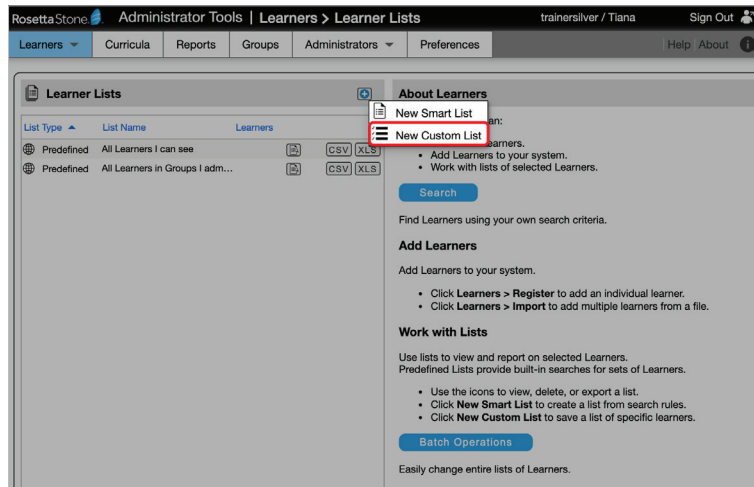 RosettaStone. Administrator Tools | Learners > Learner Lists trainersilver / Tiana Sign Out
Learners Curricula Reports Groups Administrators Preferences Help About
Learner Lists
List Type List Name Learners
Predefined All Learners I can see CSV XLS
Predefined All Learners in Groups I adm... CSV XLS
New Smart List
New Custom List
About Learners
an:
earners.
• Add Learners to your system.
• Work with lists of selected Learners.
Search
Find Learners using your own search criteria.
Add Learners
Add Learners to your system.
• Click Learners > Register to add an individual learner.
• Click Learners > Import to add multiple learners from a file.
Work with Lists
Use lists to view and report on selected Learners.
Predefined Lists provide built-in searches for sets of Learners.
• Use the icons to view, delete, or export a list.
• Click New Smart List to create a list from search rules.
• Click New Custom List to save a list of specific learners.
Batch Operations
Easily change entire lists of Learners.